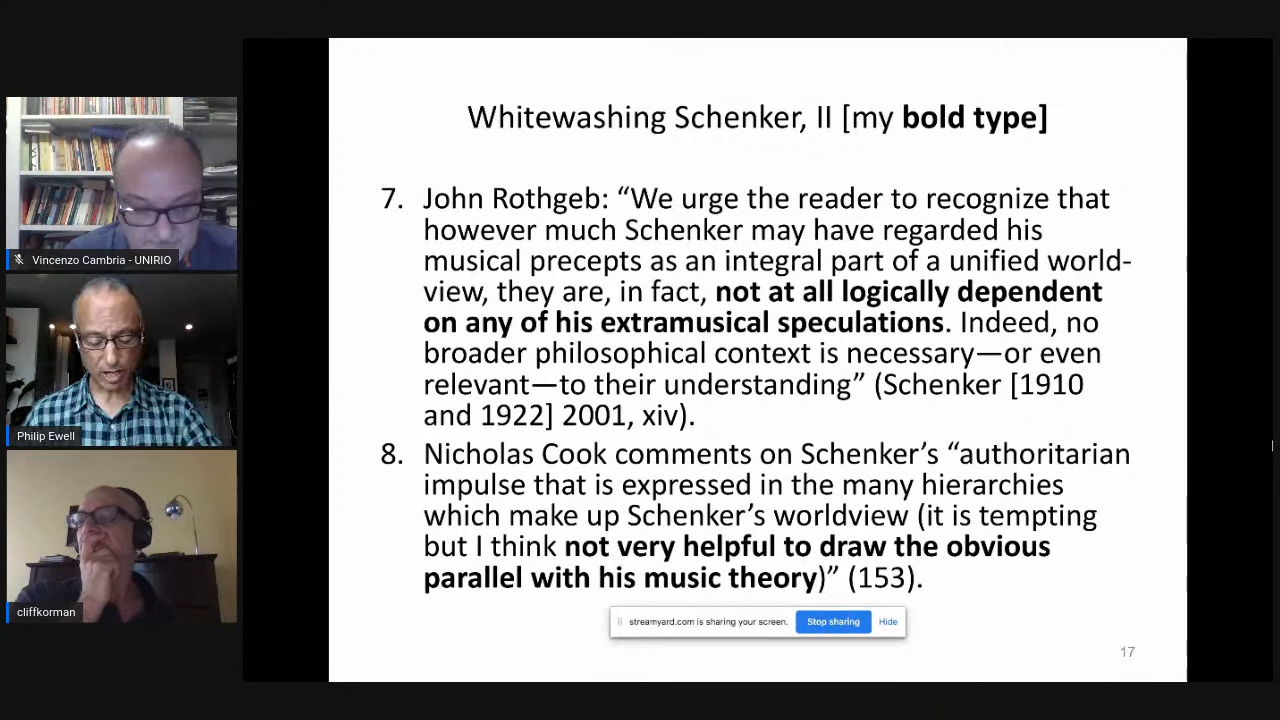 Whitewashing Schenker, II [my bold type]
7. John Rothgeb: “We urge the reader to recognize that
however much Schenker may have regarded his
musical precepts as an integral part of a unified world-
view, they are, in fact, not at all logically dependent
on any of his extramusical speculations. Indeed, no
broader philosophical context is necessary—or even
relevant—to their understanding” (Schenker [1910
and 1922] 2001, xiv).
8. Nicholas Cook comments on Schenker’s “authoritarian
impulse that is expressed in the many hierarchies
which make up Schenker’s worldview (it is tempting
but I think not very helpful to draw the obvious
parallel with his music theory)” (153).
streamyard.com is sharing your screen. Stop sharing Hide
17
Vincenzo Cambria - UNIRIO
Philip Ewell
cliffkorman